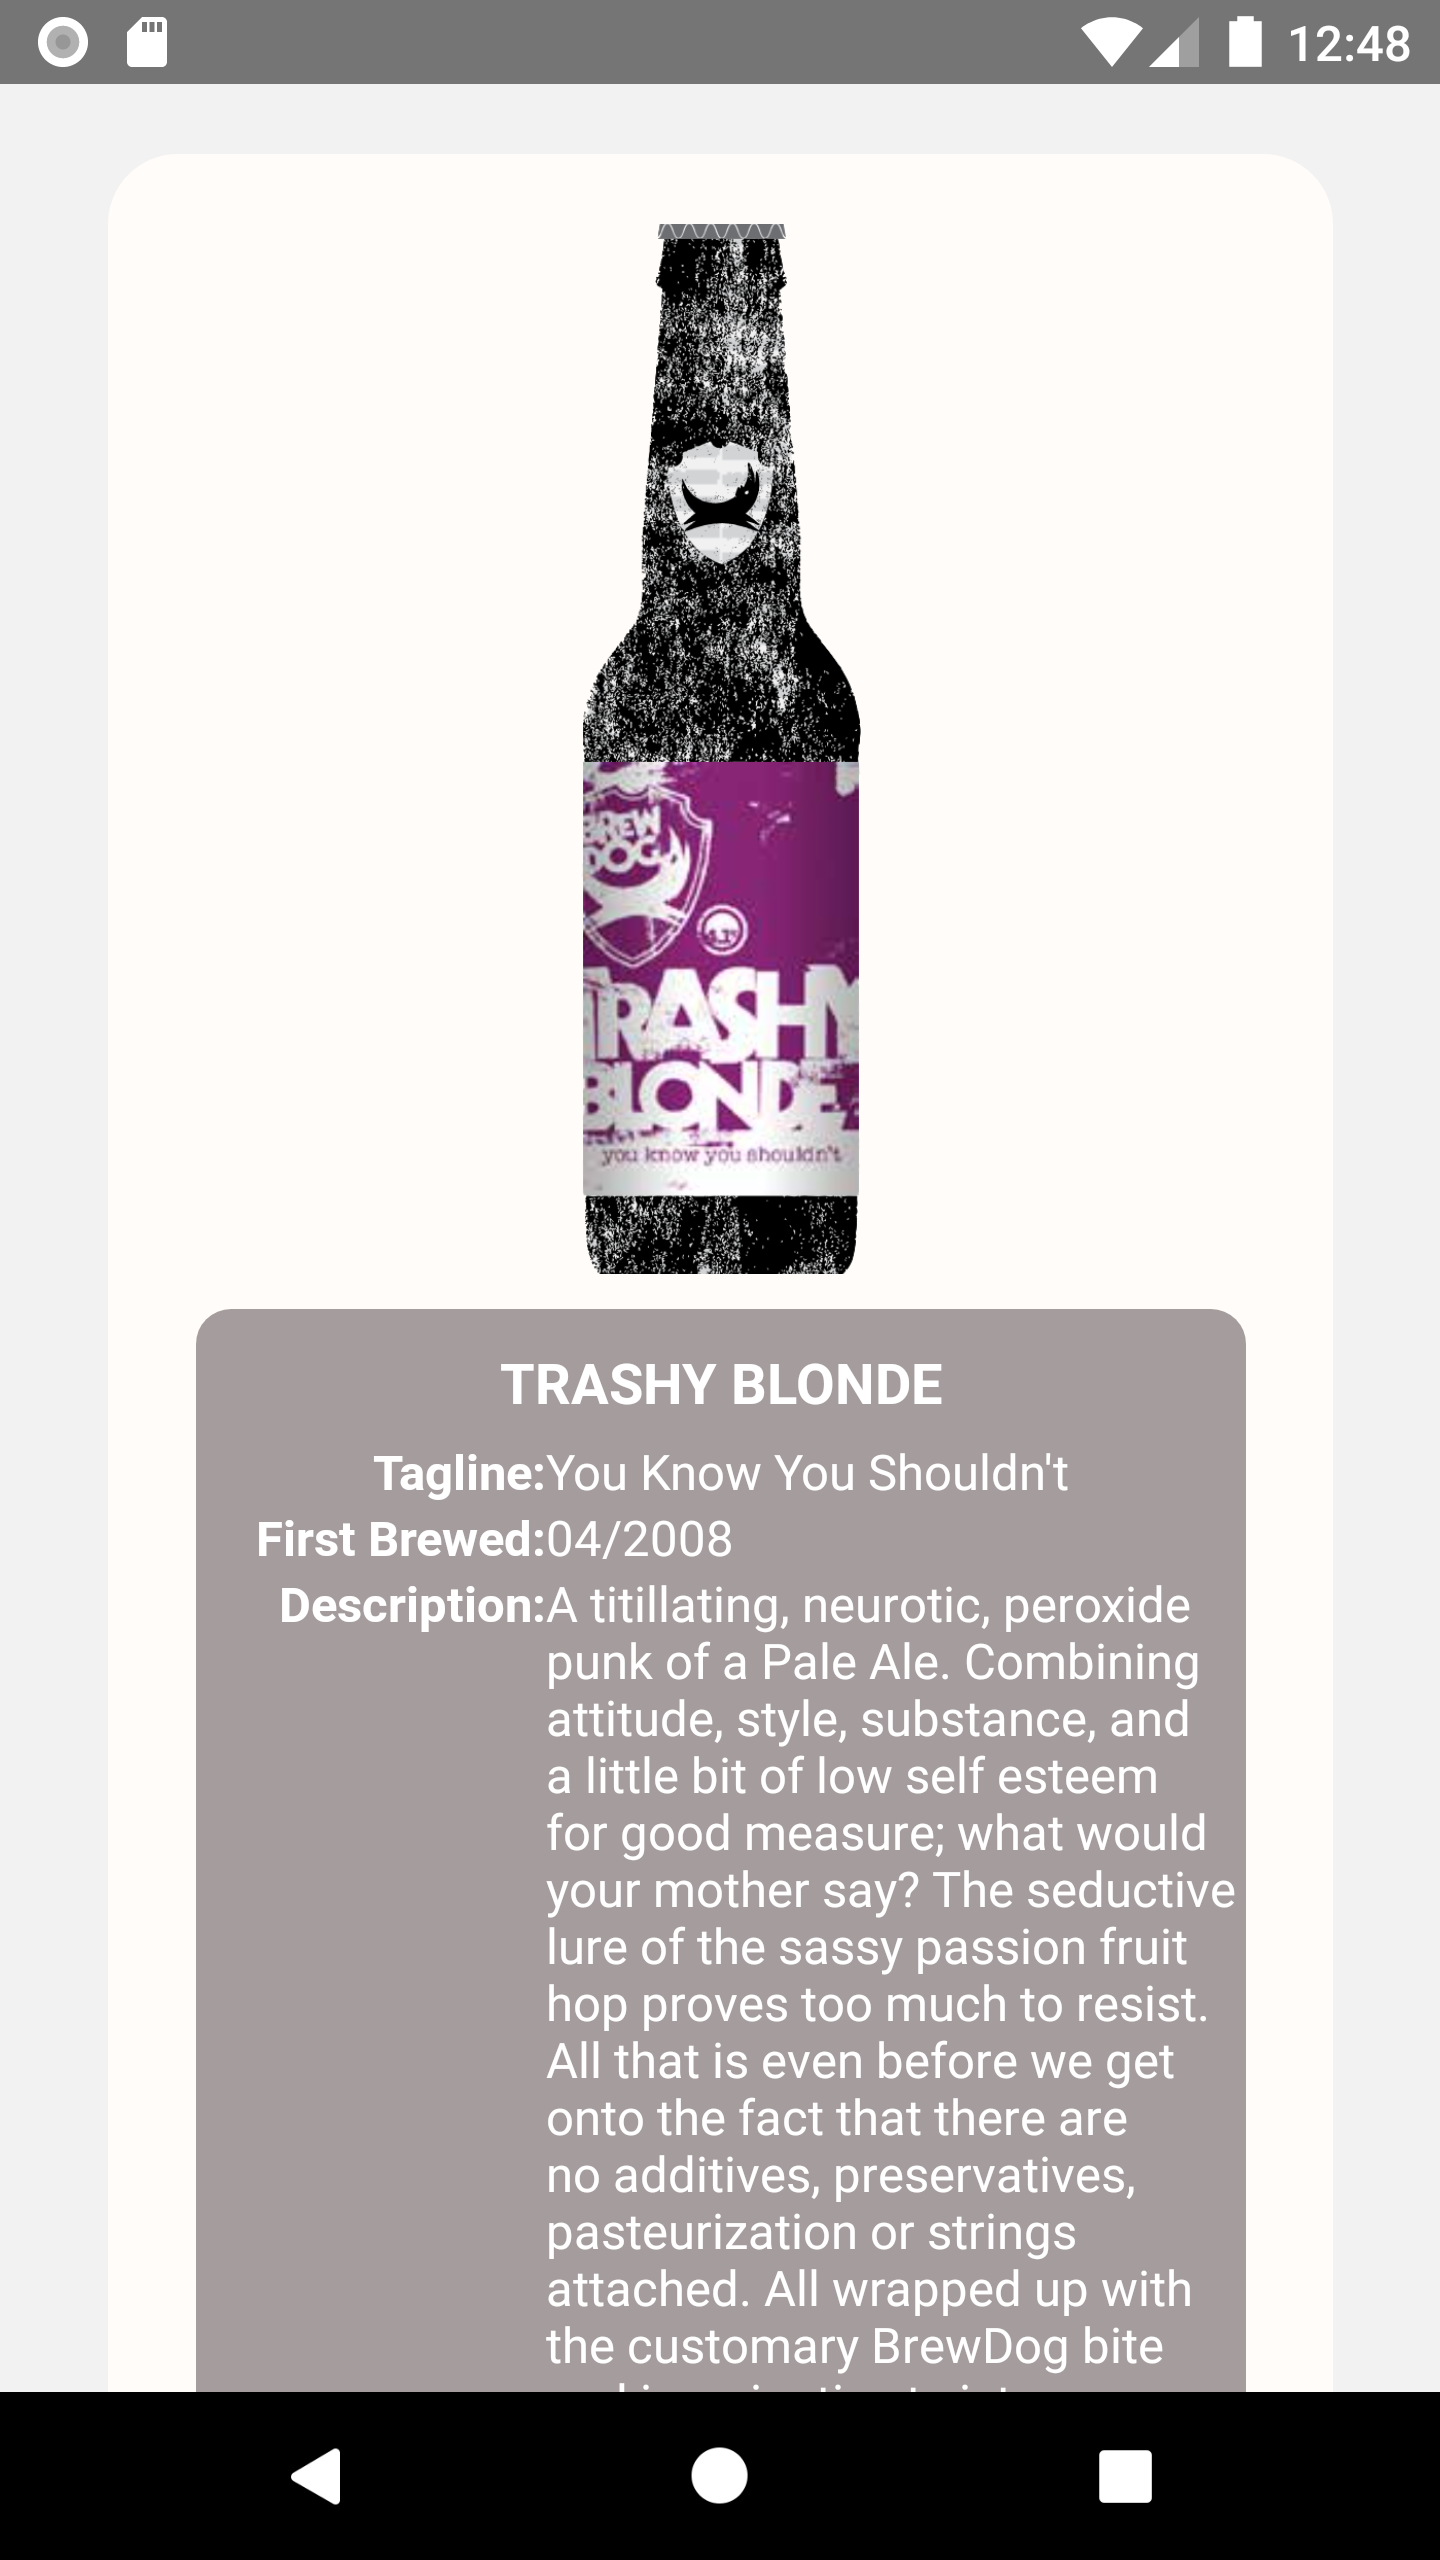 12:48
BREW
DOG
TRASHY
BLONDE
you know you shouldn't
TRASHY BLONDE
Tagline:You Know You Shouldn't
First Brewed:04/2008
Description:A titillating, neurotic, peroxide
punk of a Pale Ale. Combining
attitude, style, substance, and
a little bit of low self esteem
for good measure; what would
your mother say? The seductive
lure of the sassy passion fruit
hop proves too much to resist.
All that is even before we get
onto the fact that there are
no additives, preservatives,
pasteurization or strings
attached. All wrapped up with
the customary BrewDog bite